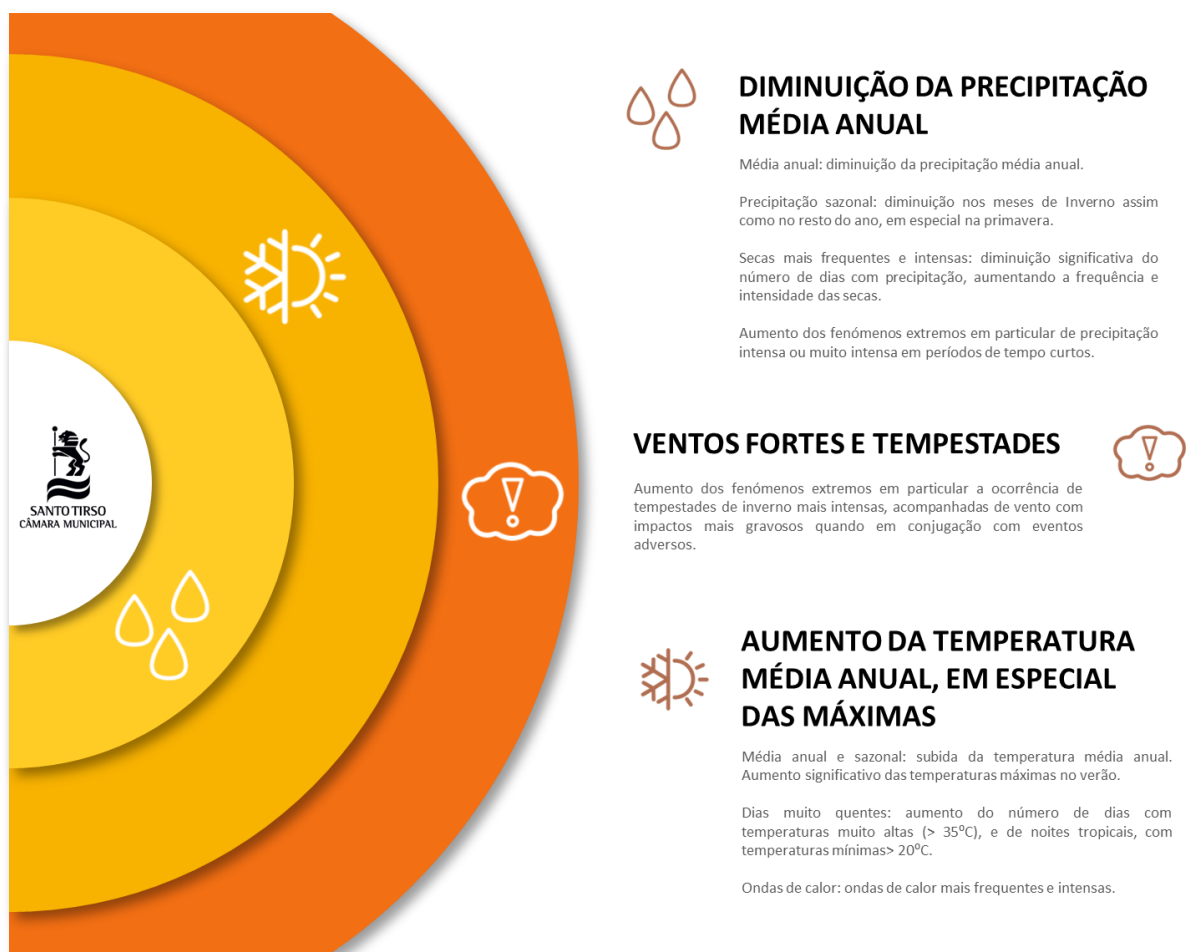 SANTO TIRSO
CÂMARA MUNICIPAL
DIMINUIÇÃO DA PRECIPITAÇÃO
MÉDIA ANUAL
Média anual: diminuição da precipitação média anual.
Precipitação sazonal: diminuição nos meses de Inverno assim
como no resto do ano, em especial na primavera.
Secas mais frequentes e intensas: diminuição significativa do
número de dias com precipitação, aumentando a frequência e
intensidade das secas.
Aumento dos fenómenos extremos em particular de precipitação
intensa ou muito intensa em períodos de tempo curtos.
VENTOS FORTES E TEMPESTADES
Aumento dos fenómenos extremos em particular a ocorrência de
tempestades de inverno mais intensas, acompanhadas de vento com
impactos mais gravosos quando em conjugação com eventos
adversos.
AUMENTO DA TEMPERATURA
MÉDIA ANUAL, EM ESPECIAL
DAS MÁXIMAS
Média anual e sazonal: subida da temperatura média anual.
Aumento significativo das temperaturas máximas no verão.
Dias muito quentes: aumento do número de dias com
temperaturas muito altas (> 35⁰C), e de noites tropicais, com
temperaturas mínimas> 20⁰C.
Ondas de calor: ondas de calor mais frequentes e intensas.